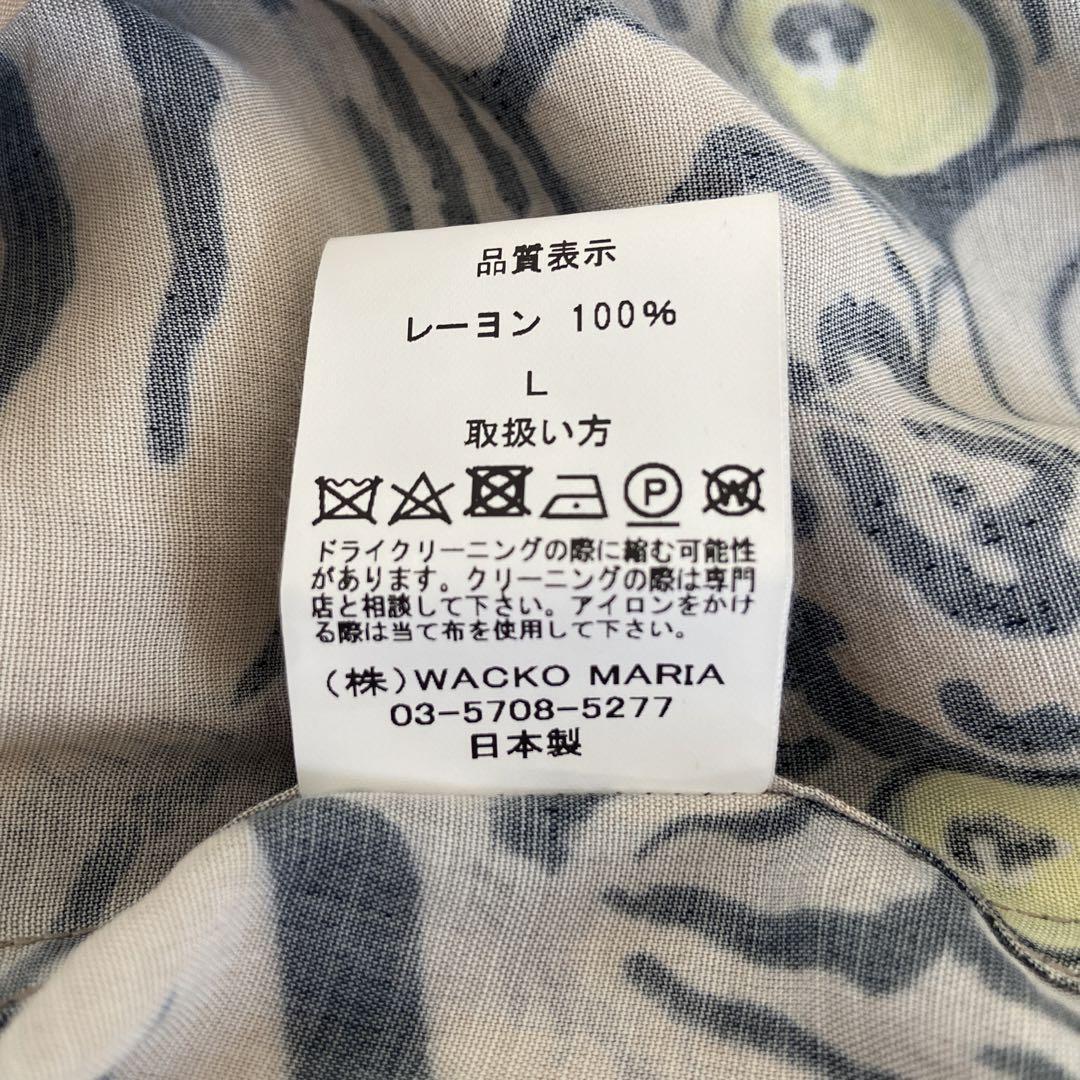 品質表示
レーヨン 100%
L
取扱い方
P W
ドライクリーニングの際に縮む可能性
があります。クリーニングの際は専門
店と相談して下さい。アイロンをかけ
る際は当て布を使用して下さい。
(株)WACKO MARIA
03-5708-5277
日本製